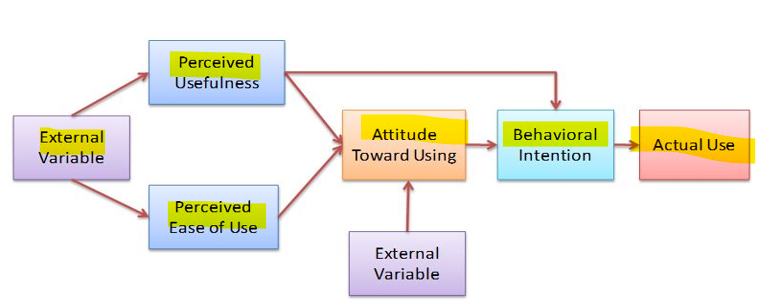 Perceived
Usefulness
External
Variable
Attitude
Toward Using
Behavioral
Intention
Actual Use
Perceived
Ease of Use
External
Variable